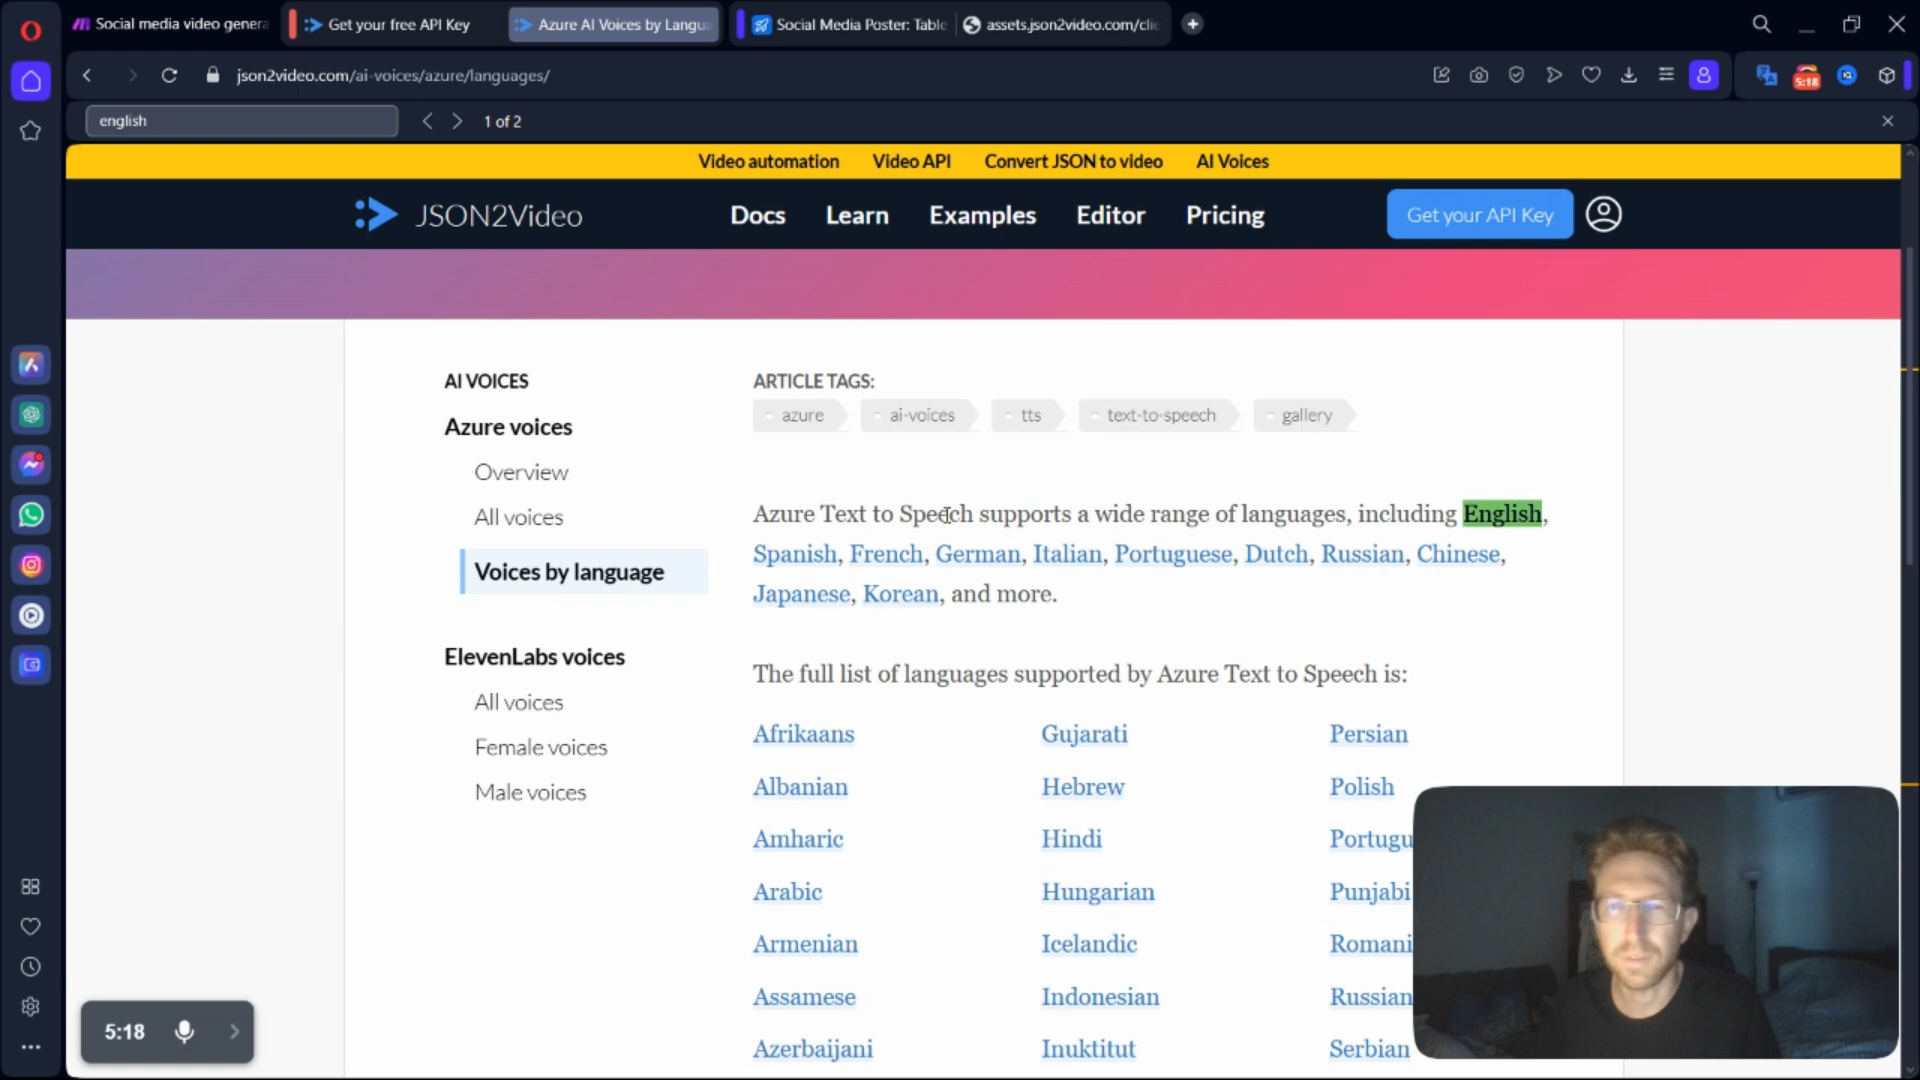 Social media video genera
Get your free API Key
Azure AI Voices by Langua
Social Media Poster: Table
assets.json2video.com/clie
json2video.com/ai-voices/azure/languages/
5:18
english
1 of 2
Video automation
Video API
Convert JSON to video
AI Voices
JSON2Video
Docs
Learn
Examples
Editor
Pricing
Get your API Key
AI VOICES
Azure voices
Overview
All voices
Voices by language
ElevenLabs voices
All voices
Female voices
Male voices
ARTICLE TAGS:
azure
ai-voices
tts
text-to-speech
gallery
Azure Text to Speech supports a wide range of languages, including English,
Spanish, French, German, Italian, Portuguese, Dutch, Russian, Chinese,
Japanese, Korean, and more.
The full list of languages supported by Azure Text to Speech is:
Afrikaans
Gujarati
Persian
Albanian
Hebrew
Polish
Amharic
Hindi
Portugu
Arabic
Hungarian
Punjabi
Armenian
Icelandic
Romani
Assamese
Indonesian
Russian
Azerbaijani
Inuktitut
Serbian
5:18